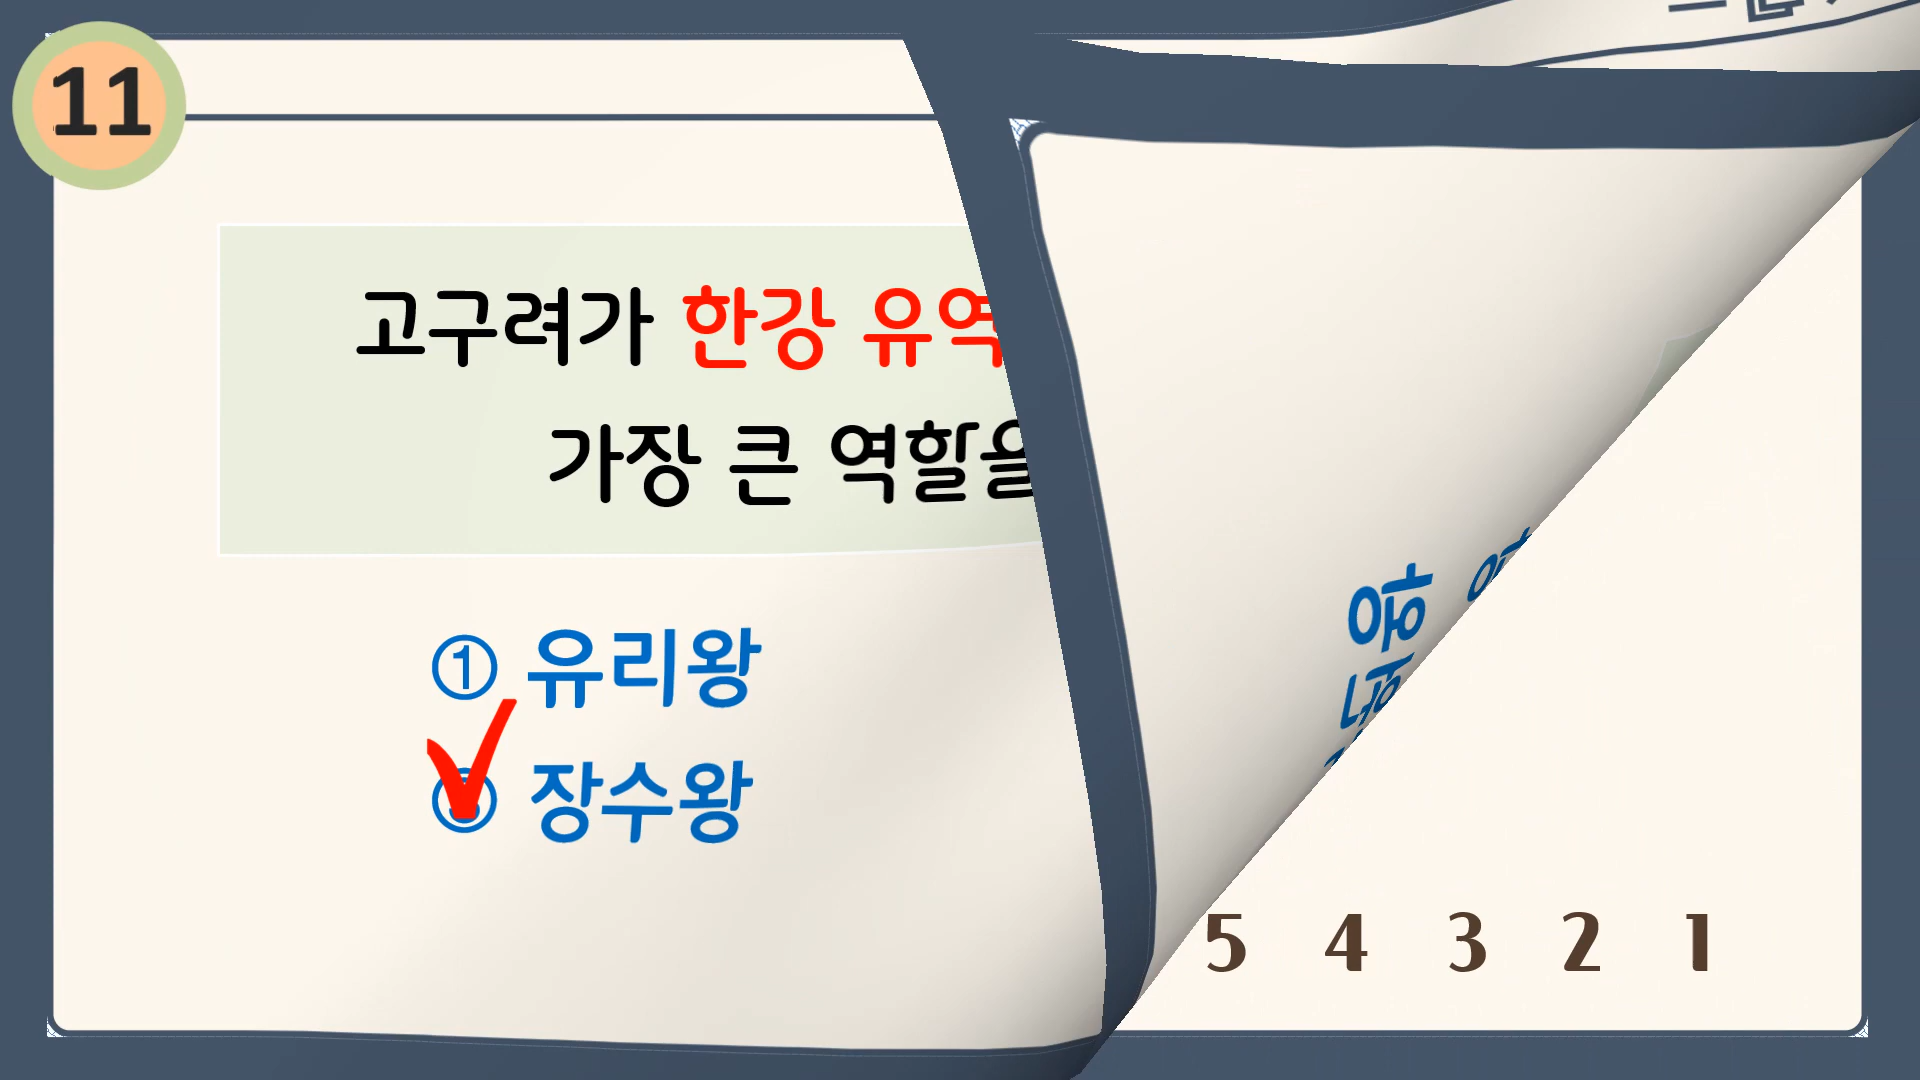 11
고구려가 한강 유역
가장 큰 역할을
① 유리왕
장수왕
5 4 3 2 1